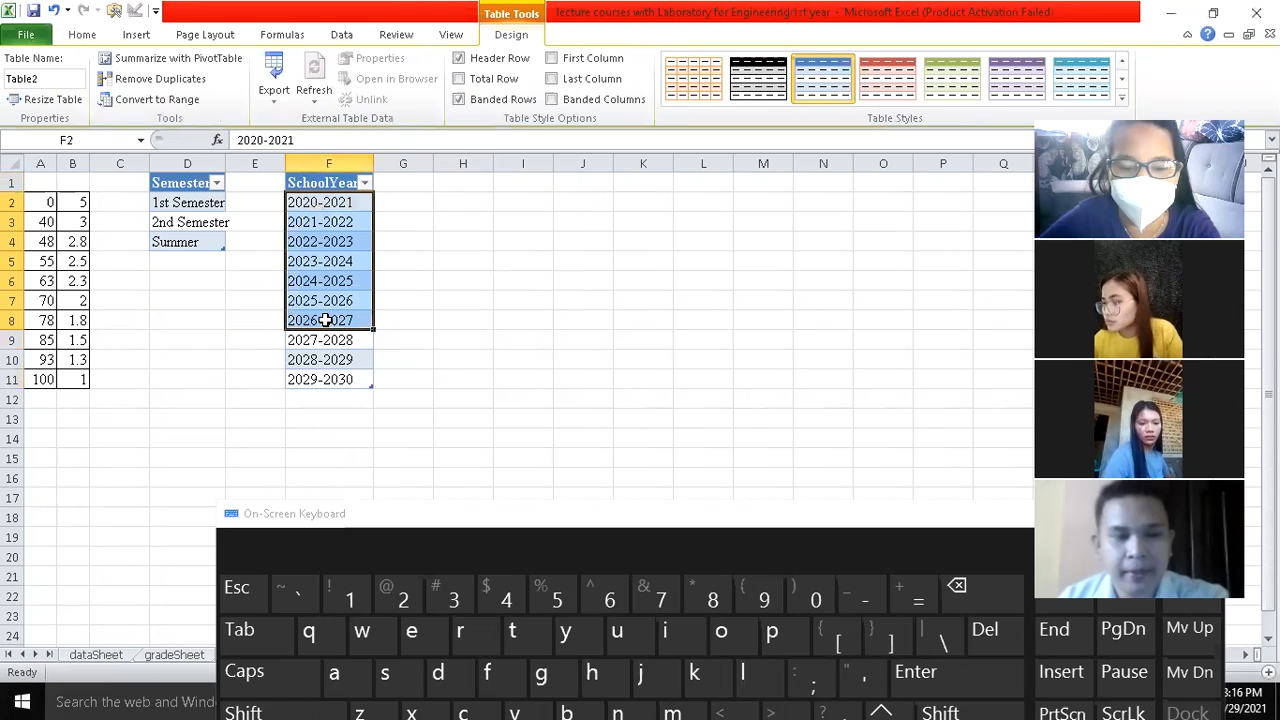 Table Tools
lecture courses with Laboratory for Engineering 1st year - Microsoft Excel (Product Activation Failed)
File Home Insert Page Layout Formulas Data Review View Design
Table Name:
Table2
Resize Table
Properties
Summarize with PivotTable
Remove Duplicates
Convert to Range
Tools
Export
Refresh
Properties
External Table Data
Header Row
Total Row
Banded Rows
First Column
Last Column
Banded Columns
Table Style Options
Table Styles
F2 fx 2020-2021
A B C D E F G H I J K L M N O P Q
1 Semester SchoolYear
2 0 5 1st Semester 2020-2021
3 40 3 2nd Semester 2021-2022
4 48 2.8 Summer 2022-2023
5 55 2.5 2023-2024
6 63 2.3 2024-2025
7 70 2 2025-2026
8 78 1.8 2026-2027
9 85 1.5 2027-2028
10 93 1.3 2028-2029
11 100 1 2029-2030
12
13
14
15
16
17
18
19
20
21
22
23
24
dataSheet gradeSheet
Ready
On-Screen Keyboard
Esc ~ ` ! 1 @ 2 # 3 $ 4 % 5 ^ 6 & 7 * 8 ( 9 ) 0 _ - + =
Tab q w e r t y u i o p { [ } ] | \ Del End PgDn Mv Up
Caps a s d f g h j k l : ; " ' Enter Insert Pause Mv Dn
Shift z x c v b n m < > ? / Shift PrtScn ScrLk Dock
Search the web and Wind
3:16 PM
/29/2021